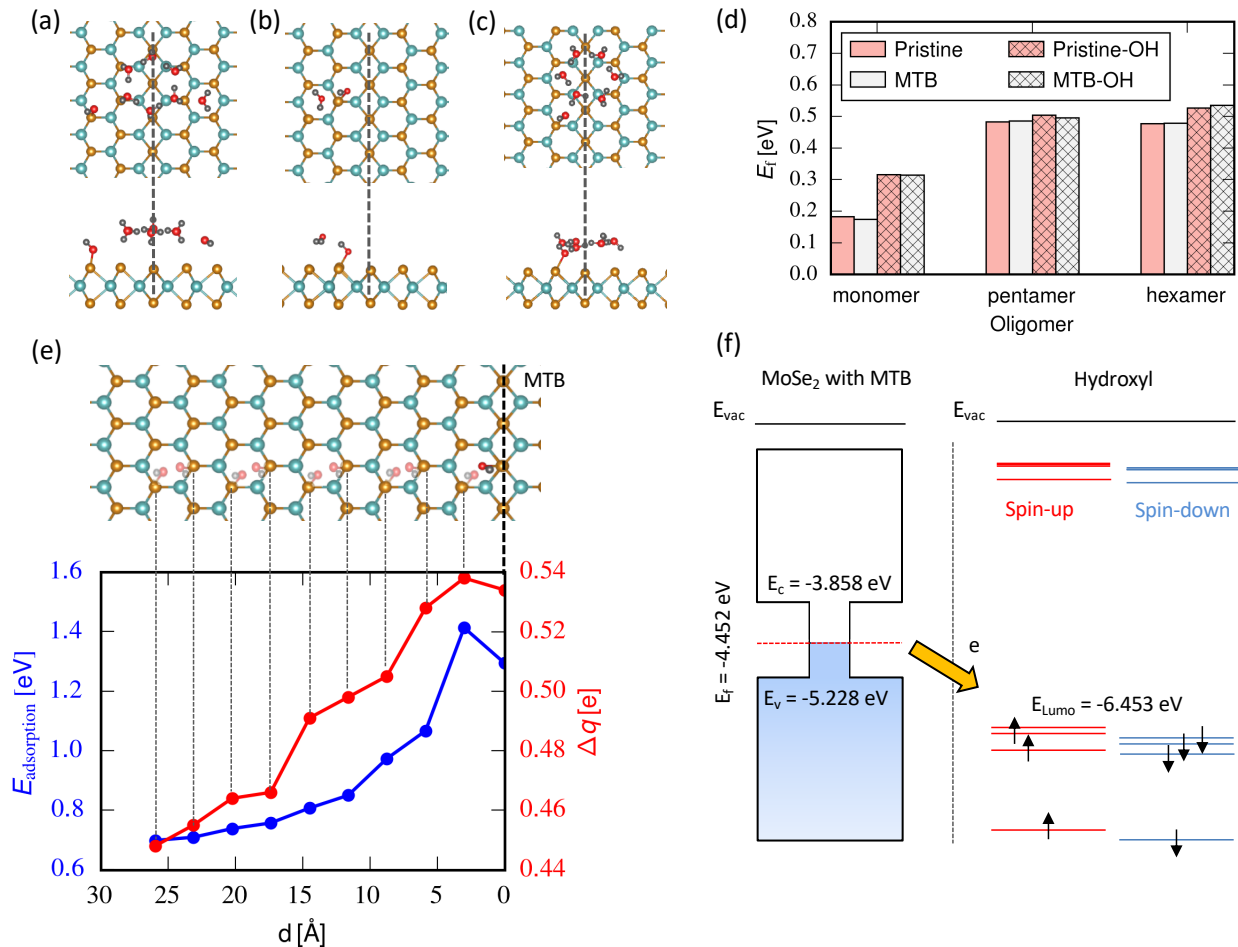 (a)
(b)
(c)
(d)
0.8
0.7
0.6
0.5
0.4
0.3
0.2
0.1
0.0
E_f [eV]
Pristine
Pristine-OH
MTB
MTB-OH
monomer
pentamer
hexamer
Oligomer
(e)
MTB
1.6
1.4
1.2
1.0
0.8
0.6
E_adsorption [eV]
0.54
0.52
0.50
0.48
0.46
0.44
Δq [e]
30
25
20
15
10
5
0
d [Å]
(f)
MoSe₂ with MTB
Hydroxyl
E_vac
E_vac
Spin-up
Spin-down
E_c = -3.858 eV
E_f = -4.452 eV
e
E_v = -5.228 eV
E_Lumo = -6.453 eV